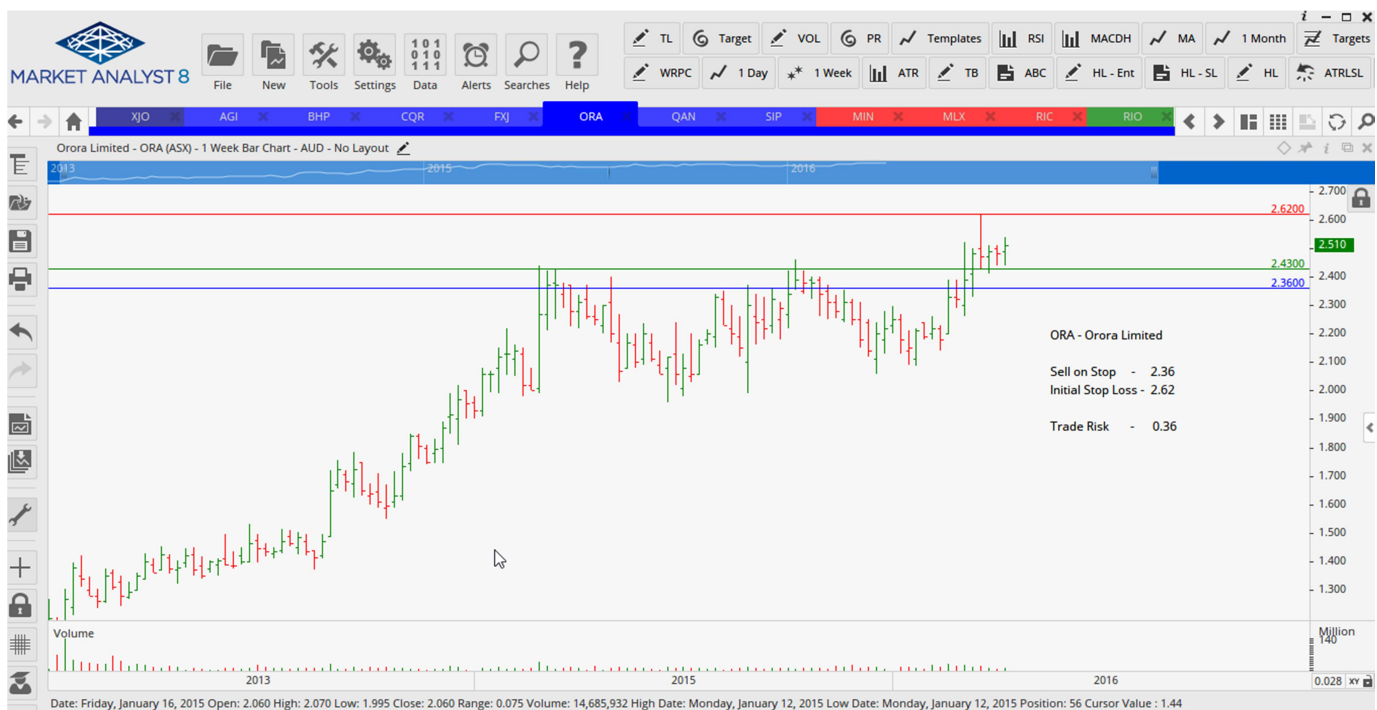 i
MARKET ANALYST 8
File New Tools Settings Data Alerts Searches Help
101
010
111
TL Target VOL PR Templates RSI MACDH MA 1 Month Targets
WRPC 1 Day 1 Week ATR TB ABC HL - Ent HL - SL HL ATRLSL
XJO AGI BHP CQR FXJ ORA QAN SIP MIN MLX RIC RIO
Orora Limited - ORA (ASX) - 1 Week Bar Chart - AUD - No Layout
2013 2015 2016
2.700
2.6200
2.600
2.510
2.4300
2.400
2.3600
2.300
2.200
2.100
2.000
1.900
1.800
1.700
1.600
1.500
1.400
1.300
ORA - Orora Limited
Sell on Stop - 2.36
Initial Stop Loss - 2.62
Trade Risk - 0.36
Volume
Million
140
2013 2015 2016
0.028 XY
Date: Friday, January 16, 2015 Open: 2.060 High: 2.070 Low: 1.995 Close: 2.060 Range: 0.075 Volume: 14,685,932 High Date: Monday, January 12, 2015 Low Date: Monday, January 12, 2015 Position: 56 Cursor Value : 1.44